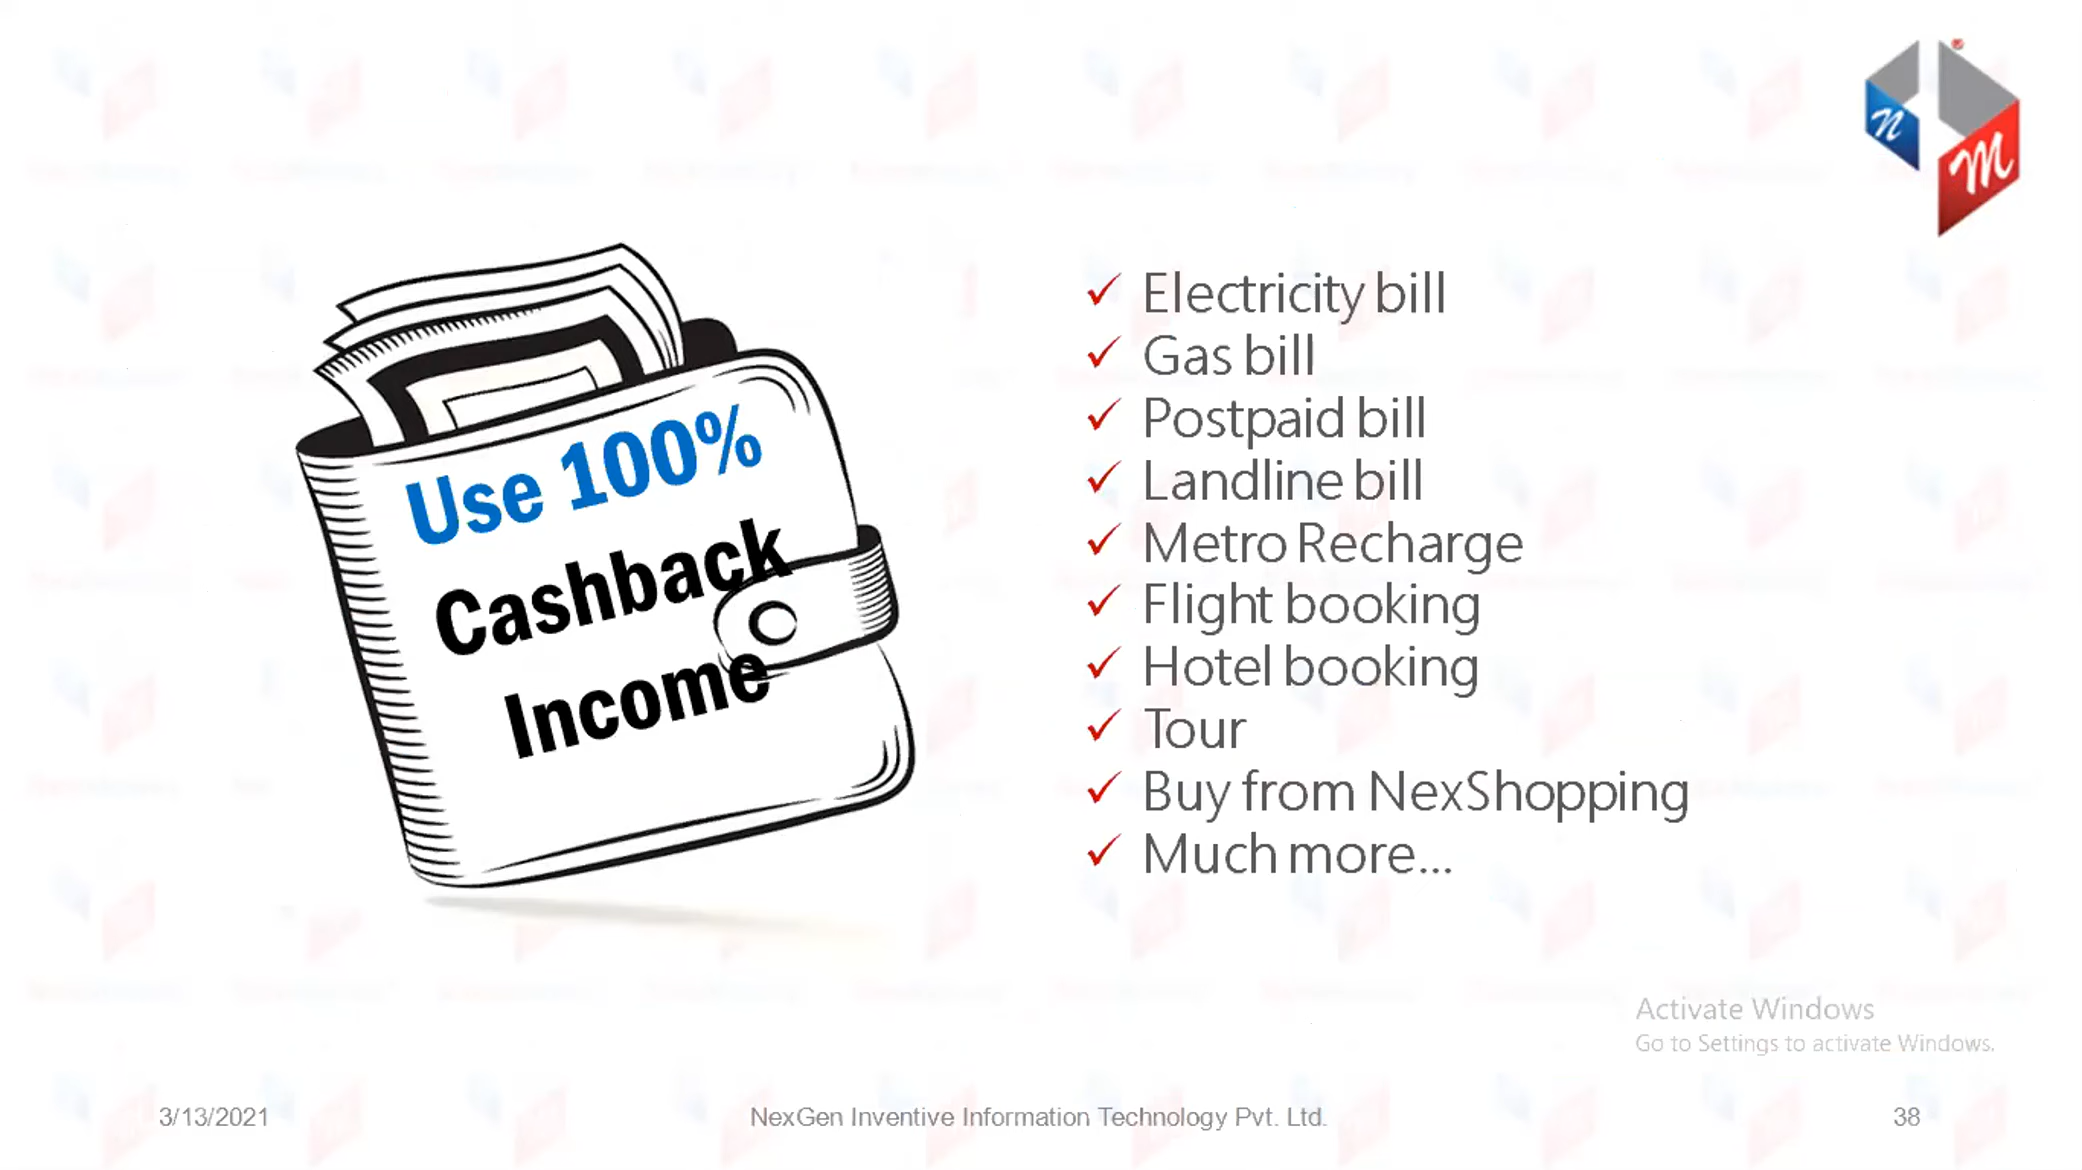 n
m
Use 100%
Cashback
Income
✓ Electricity bill
✓ Gas bill
✓ Postpaid bill
✓ Landline bill
✓ Metro Recharge
✓ Flight booking
✓ Hotel booking
✓ Tour
✓ Buy from NexShopping
✓ Much more...
Activate Windows
Go to Settings to activate Windows.
3/13/2021
NexGen Inventive Information Technology Pvt. Ltd.
38